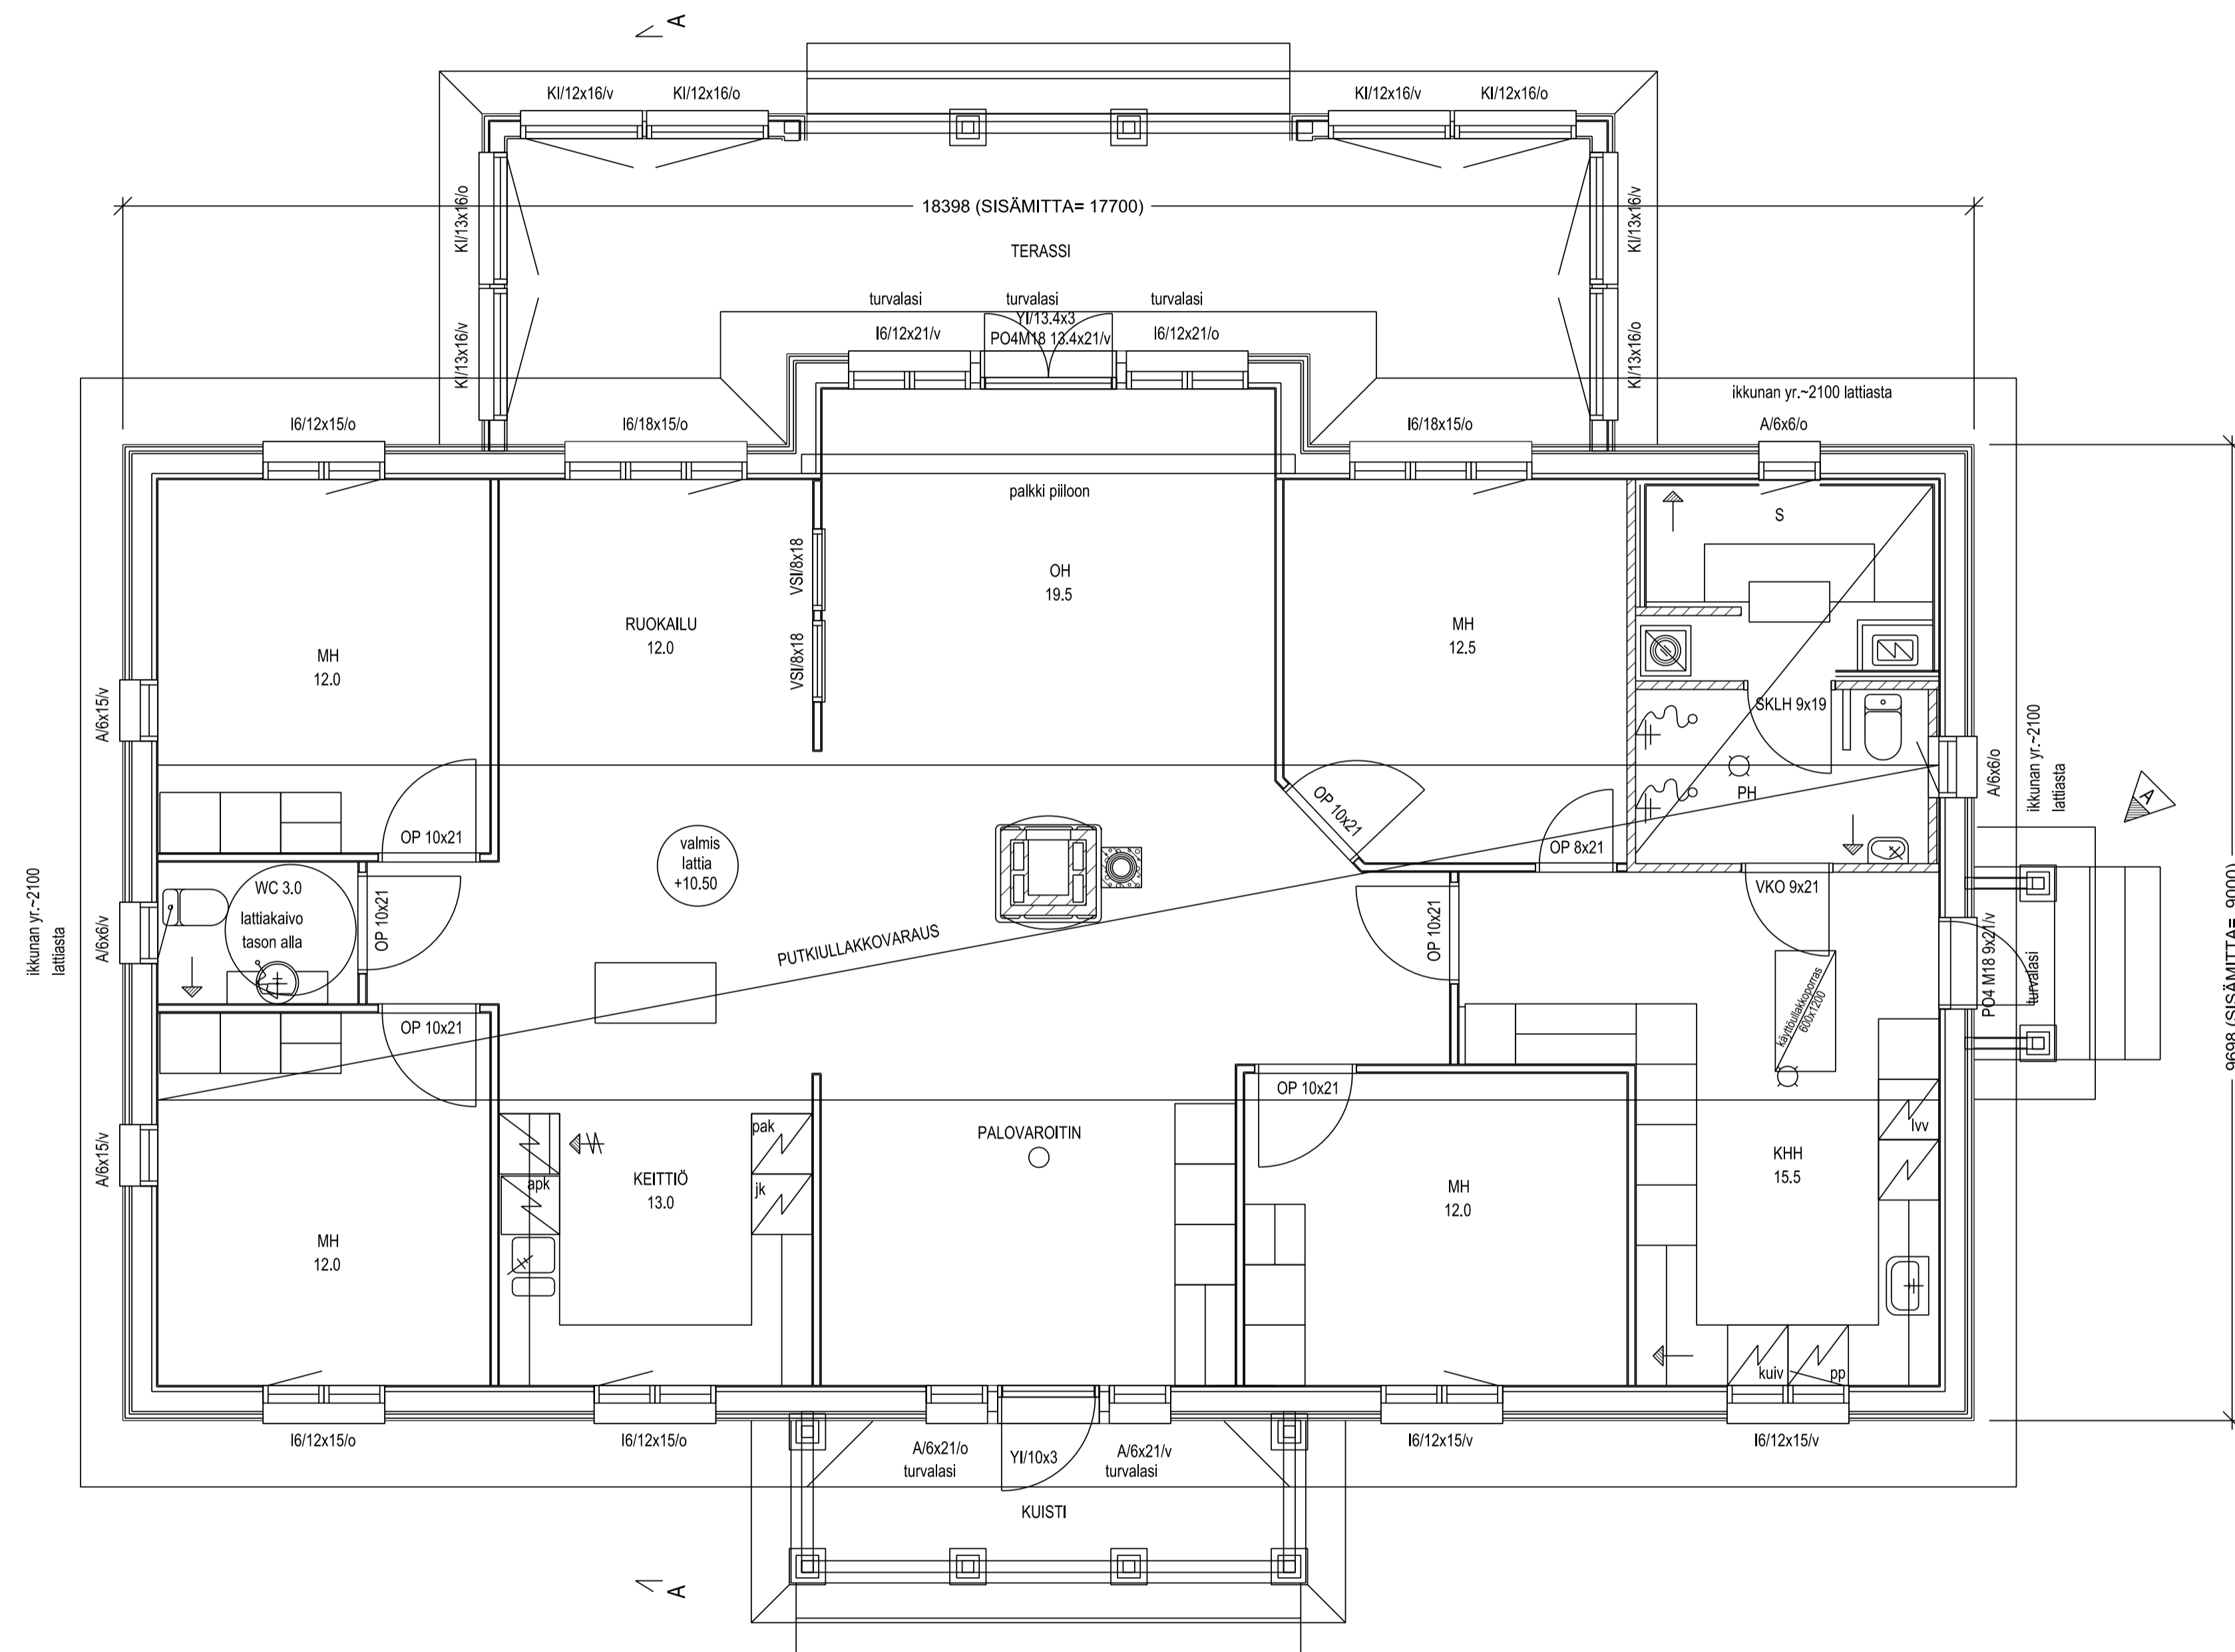 A
KI/12x16/v
KI/12x16/o
KI/12x16/v
KI/12x16/o
KI/13x16/o
KI/13x16/v
18398 (SISÄMITTA= 17700)
TERASSI
turvalasi
turvalasi
turvalasi
YI/13.4x3
I6/12x21/v
PO4M18 13.4x21/v
I6/12x21/o
KI/13x16/v
KI/13x16/o
ikkunan yr.~2100 lattiasta
I6/12x15/o
I6/18x15/o
I6/18x15/o
A/6x6/o
palkki piiloon
S
VSI/8x18
OH
19.5
RUOKAILU
12.0
MH
12.5
VSI/8x18
MH
12.0
A/6x15/v
SKLH 9x19
ikkunan yr.~2100
lattiasta
A/6x6/o
PH
A
OP 10x21
OP 10x21
OP 8x21
valmis
lattia
+10.50
WC 3.0
lattiakaivo
tason alla
OP 10x21
VKO 9x21
ikkunan yr.~2100
lattiasta
A/6x6/v
PUTKIULLAKKOVARAUS
OP 10x21
PO4 M18 9x21/v
turvalasi
9698 (SISÄMITTA= 9000)
käyttöullakkoporras
600x1200
OP 10x21
OP 10x21
A/6x15/v
pak
PALOVAROITIN
lvv
KEITTIÖ
13.0
apk
jk
KHH
15.5
MH
12.0
MH
12.0
kuiv
pp
I6/12x15/o
I6/12x15/o
A/6x21/o
turvalasi
YI/10x3
A/6x21/v
turvalasi
I6/12x15/v
I6/12x15/v
KUISTI
A